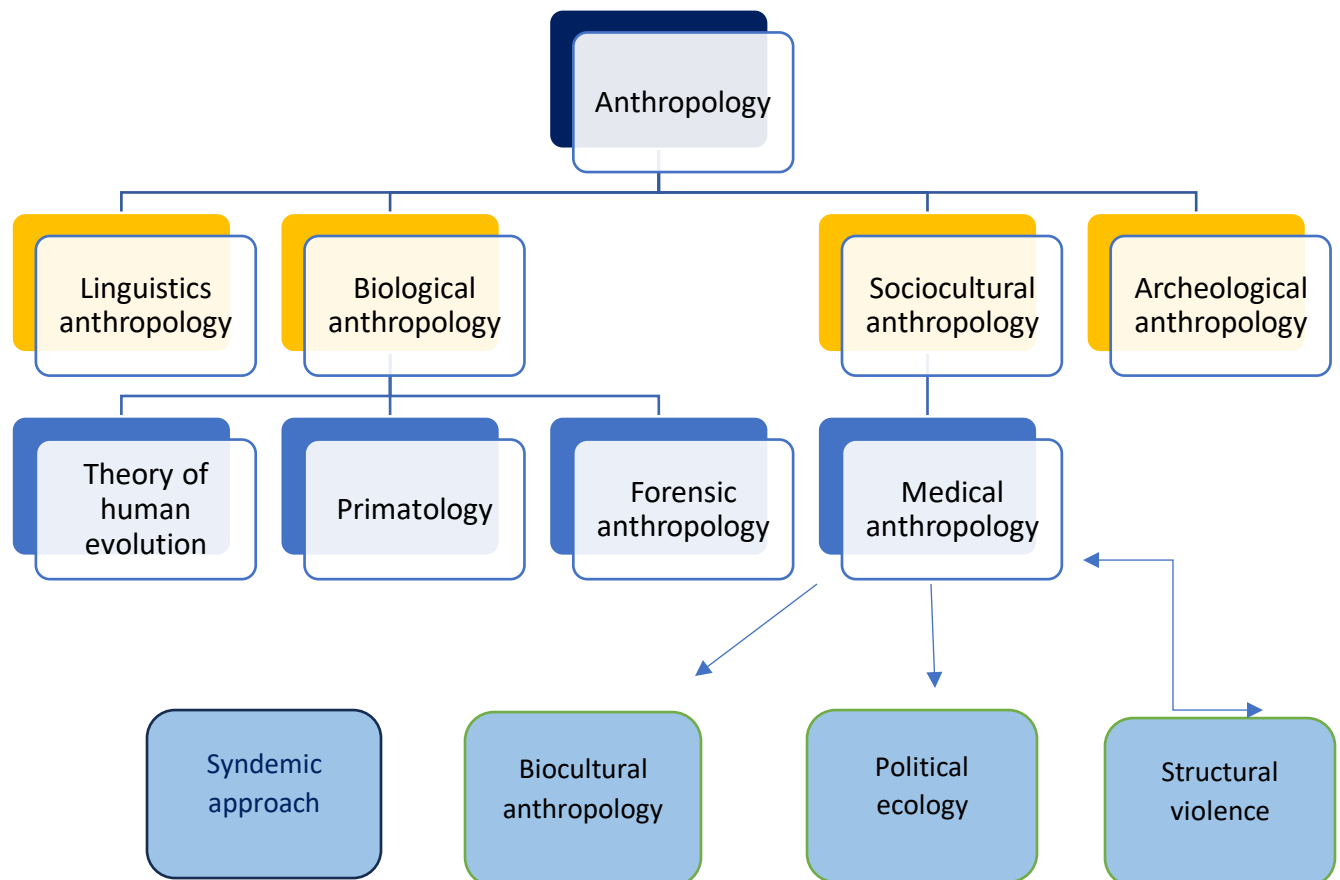 Anthropology
Linguistics
anthropology
Biological
anthropology
Sociocultural
anthropology
Archeological
anthropology
Theory of
human
evolution
Primatology
Forensic
anthropology
Medical
anthropology
Syndemic
approach
Biocultural
anthropology
Political
ecology
Structural
violence